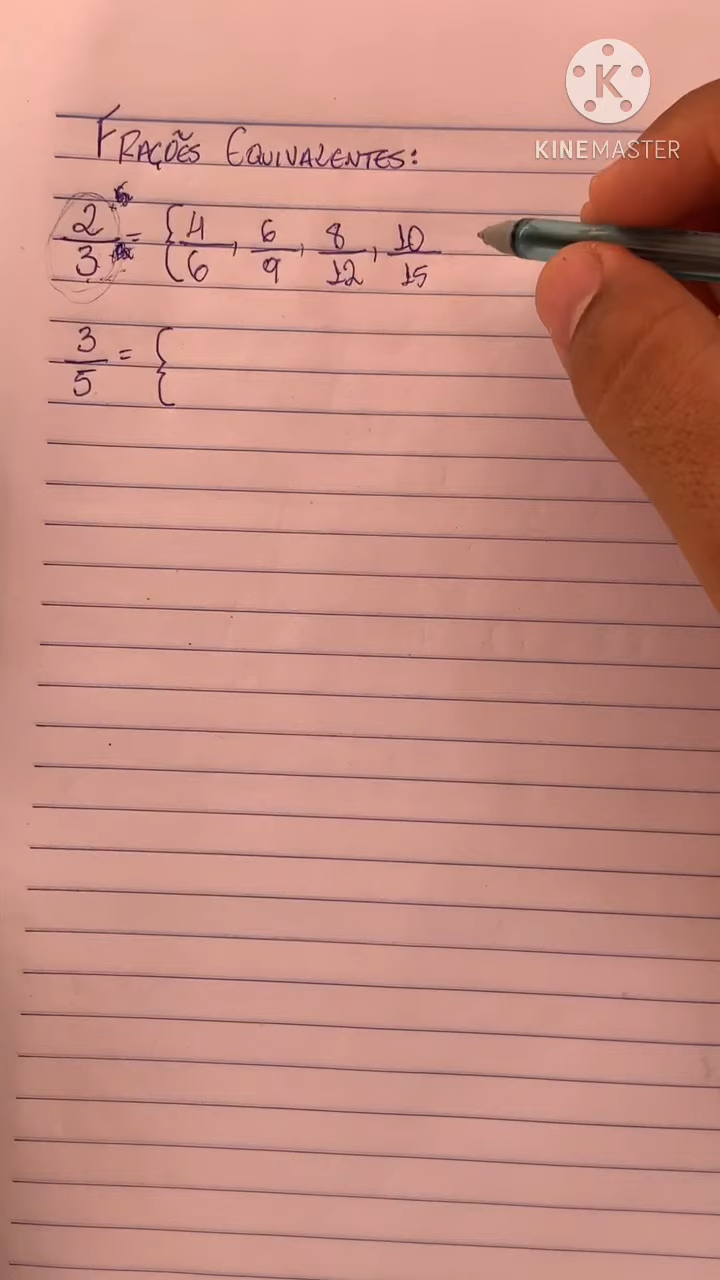 K
KINEMASTER
FRAÇÕES EQUIVALENTES:
2/3 = { 4/6, 6/9, 8/12, 10/15
3/5 = {